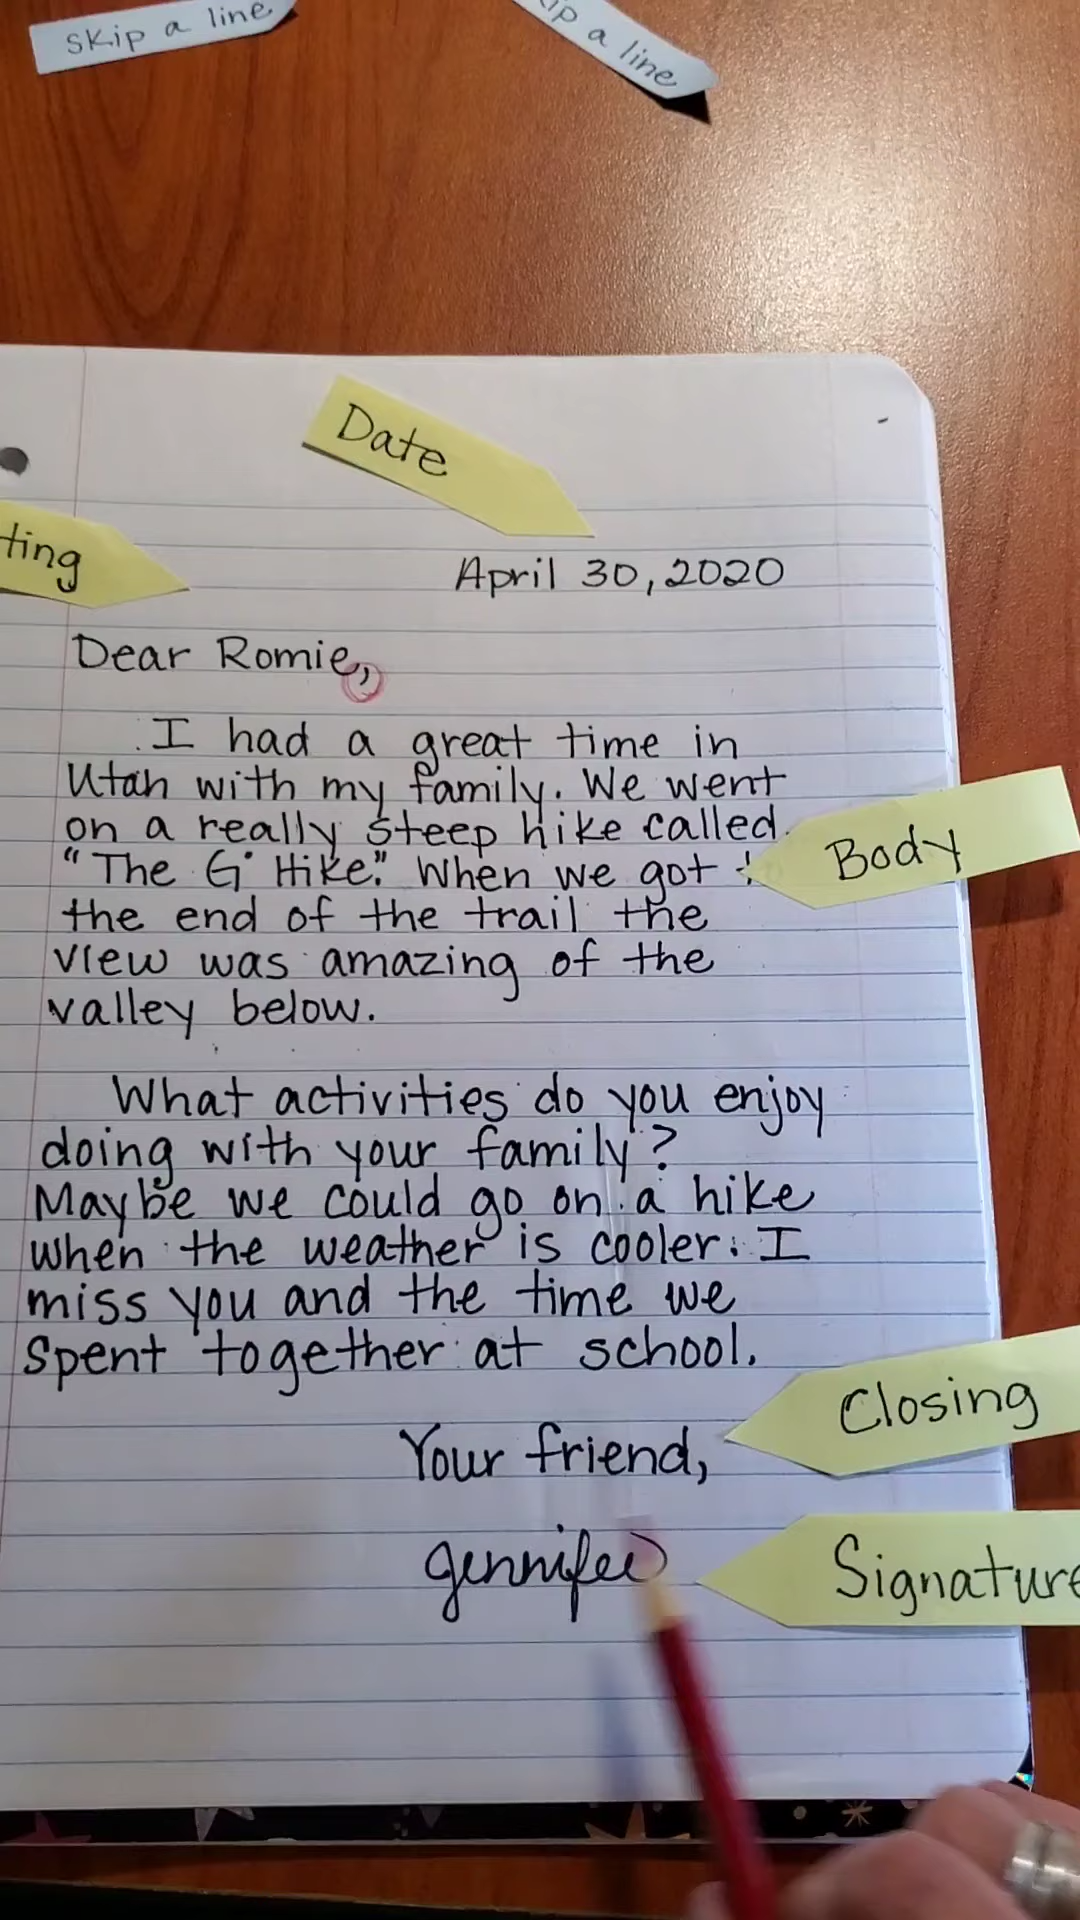 skip a line
ip a line
Date
ting
April 30, 2020
Dear Romie,
I had a great time in
Utah with my family. We went
on a really steep hike called
"The G Hike." When we got
Body
the end of the trail the
view was amazing of the
valley below.
What activities do you enjoy
doing with your family?
Maybe we could go on a hike
when the weather is cooler. I
miss you and the time we
spent together at school.
Closing
Your friend,
Jennifer
Signature